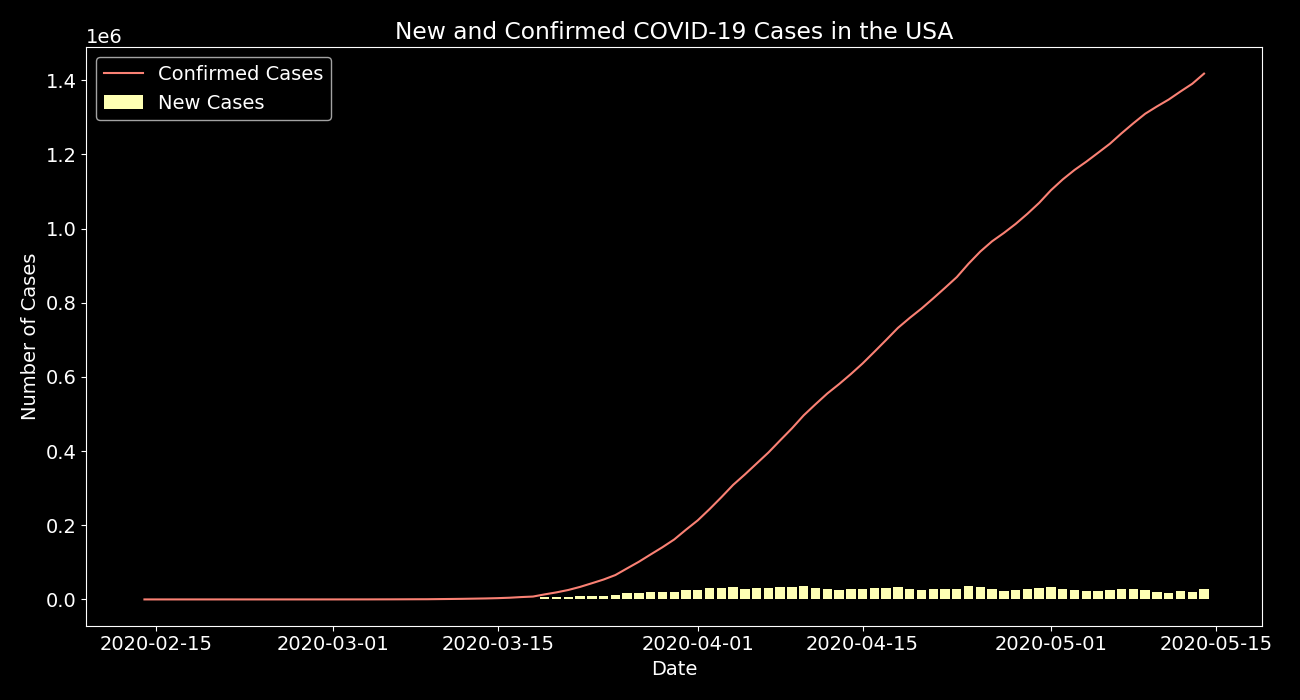 New and Confirmed COVID-19 Cases in the USA
1e6
Confirmed Cases
New Cases
1.4
1.2
1.0
0.8
0.6
0.4
0.2
0.0
Number of Cases
2020-02-15 2020-03-01 2020-03-15 2020-04-01 2020-04-15 2020-05-01 2020-05-15
Date